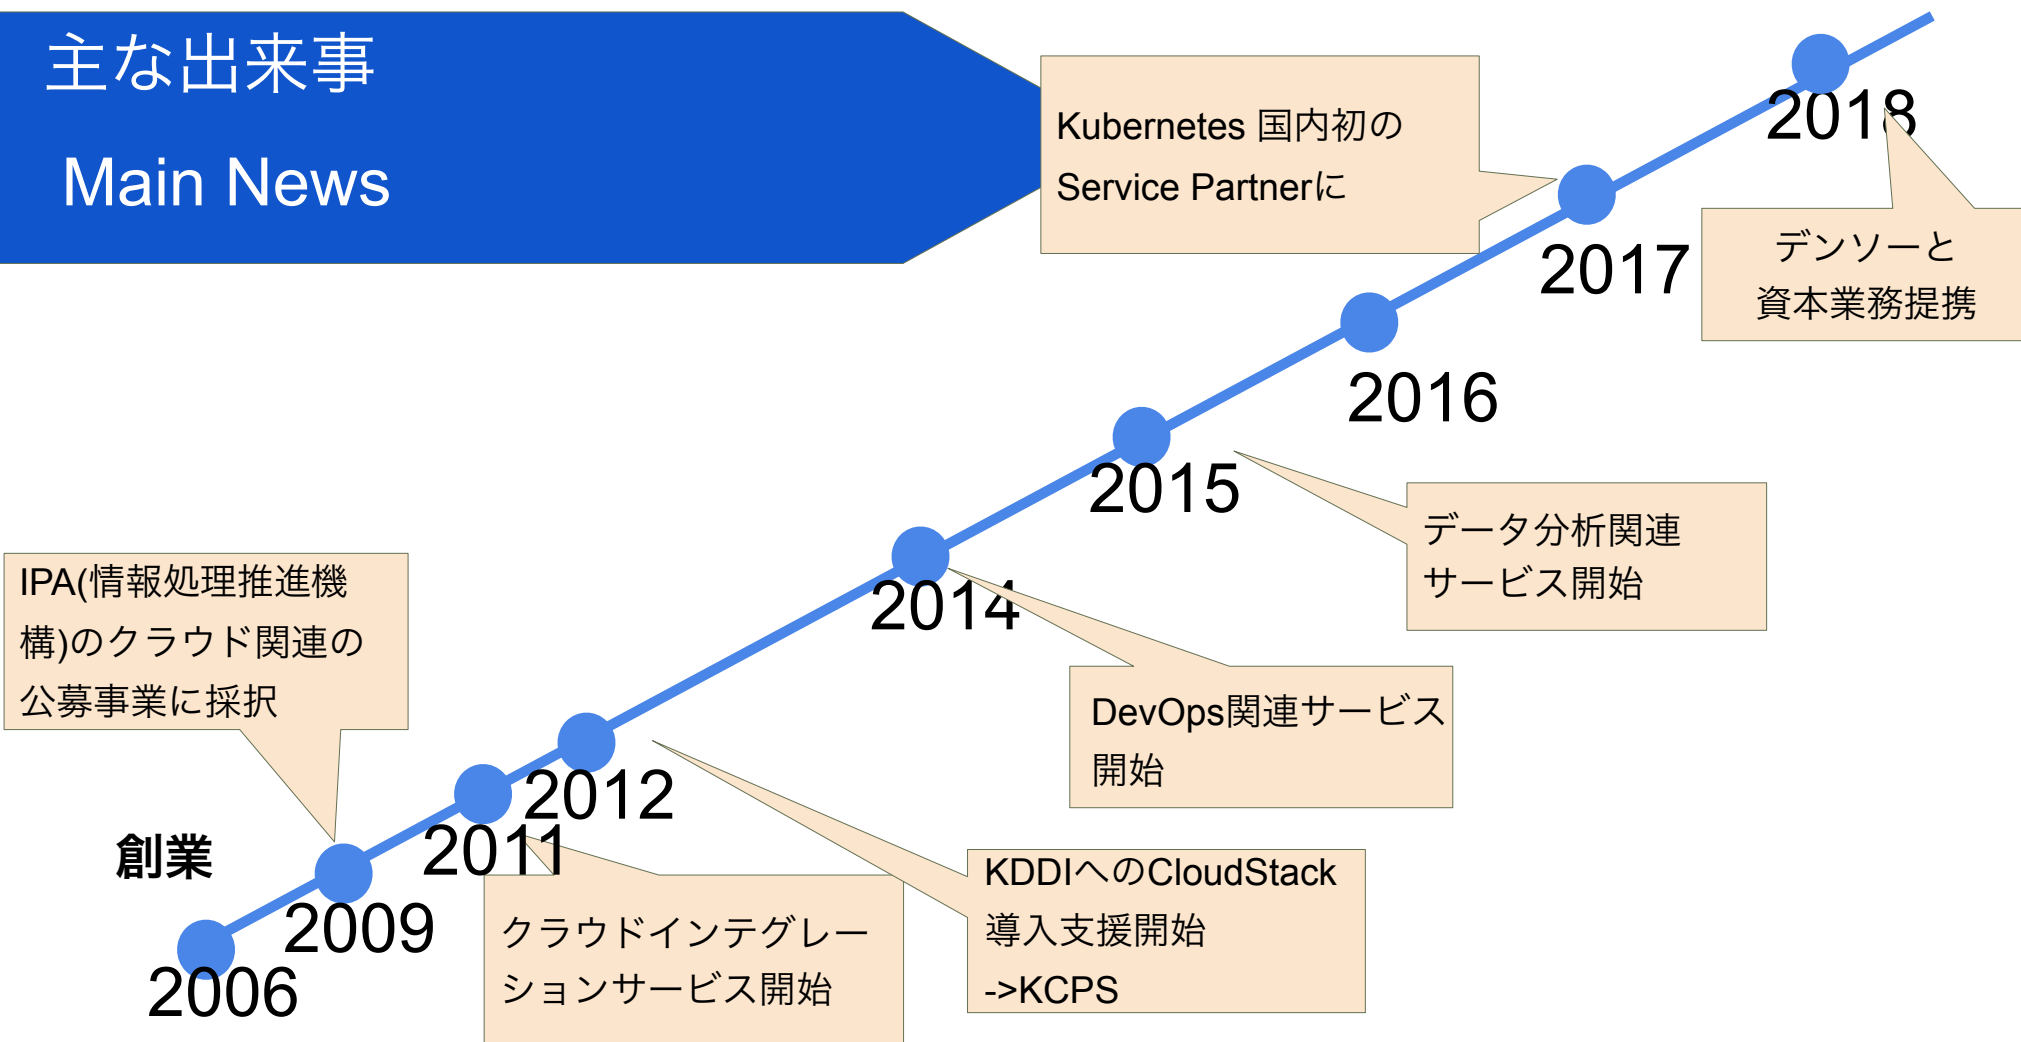 主な出来事
Main News
Kubernetes 国内初の
Service Partnerに
2018
デンソーと
資本業務提携
2017
2016
2015
データ分析関連
サービス開始
2014
DevOps関連サービス
開始
IPA(情報処理推進機
構)のクラウド関連の
公募事業に採択
2012
KDDIへのCloudStack
導入支援開始
->KCPS
2011
クラウドインテグレー
ションサービス開始
創業
2009
2006